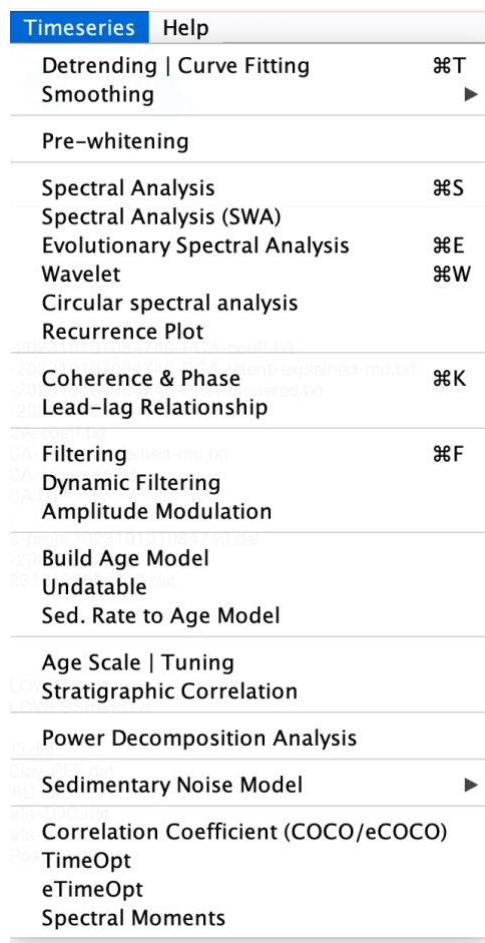 Timeseries Help
Detrending | Curve Fitting ⌘T
Smoothing ▶
Pre-whitening
Spectral Analysis ⌘S
Spectral Analysis (SWA)
Evolutionary Spectral Analysis ⌘E
Wavelet ⌘W
Circular spectral analysis
Recurrence Plot
Coherence & Phase ⌘K
Lead-lag Relationship
Filtering ⌘F
Dynamic Filtering
Amplitude Modulation
Build Age Model
Undatable
Sed. Rate to Age Model
Age Scale | Tuning
Stratigraphic Correlation
Power Decomposition Analysis
Sedimentary Noise Model ▶
Correlation Coefficient (COCO/eCOCO)
TimeOpt
eTimeOpt
Spectral Moments